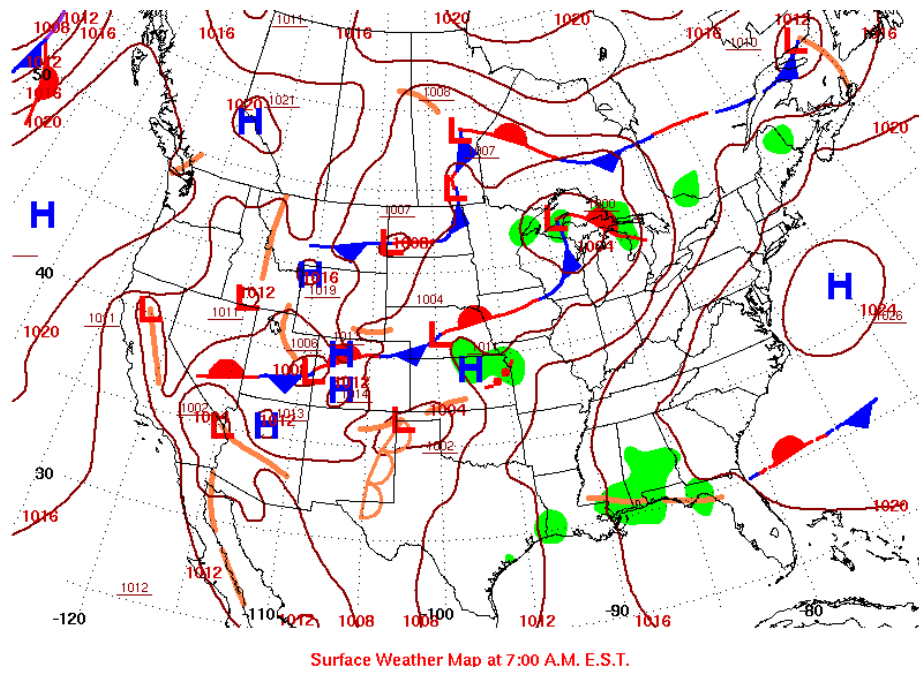 1012 1011 1020 1020 1012
1008 1016 1016 1016 1016
1010
1012
50
1016 1008
1020 1021
1020
H 1020
L
L
H L 1000
1007 L
1004
L 1008
40 H 1016
1019
1012 1004 H 1024
1026
L 1011 L
1011
1020 1006
L H
H 1012
1014
H
1002 1013 1004
L 1012 H L
1002
30
1016 1020
1012
1012
-120 -110 -100 -90 -80
1012 1008 1008 1012 1016
Surface Weather Map at 7:00 A.M. E.S.T.